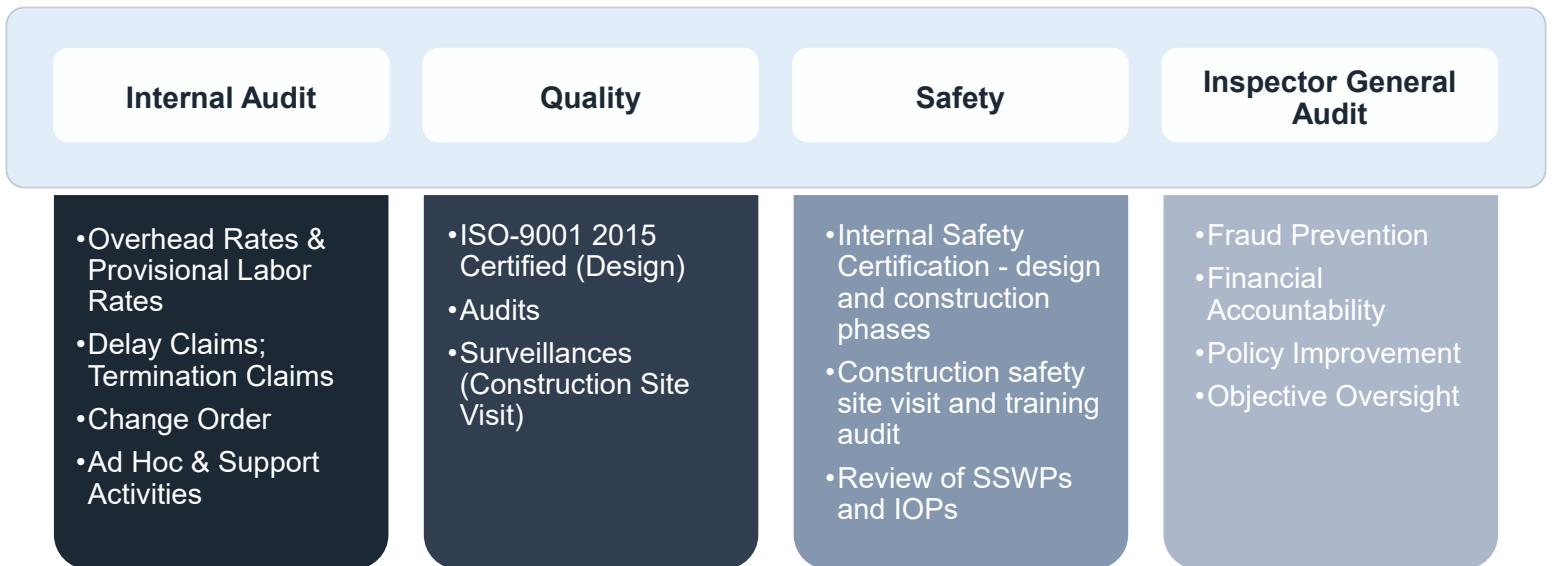 Internal Audit
•Overhead Rates &
Provisional Labor
Rates
•Delay Claims;
Termination Claims
•Change Order
•Ad Hoc & Support
Activities
Quality
•ISO-9001 2015
Certified (Design)
•Audits
•Surveillances
(Construction Site
Visit)
Safety
•Internal Safety
Certification - design
and construction
phases
•Construction safety
site visit and training
audit
•Review of SSWPs
and IOPs
Inspector General
Audit
•Fraud Prevention
•Financial
Accountability
•Policy Improvement
•Objective Oversight